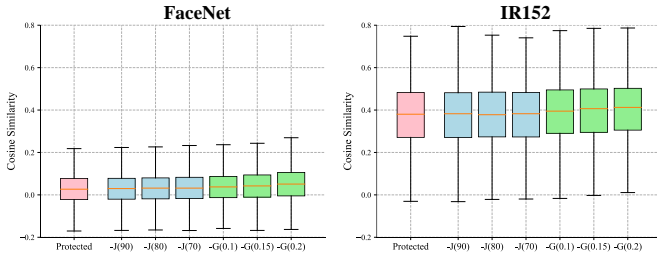 FaceNet
Cosine Similarity
0.8
0.6
0.4
0.2
0.0
−0.2
Protected -J(90) -J(80) -J(70) -G(0.1) -G(0.15) -G(0.2)
IR152
Cosine Similarity
0.8
0.6
0.4
0.2
0.0
−0.2
Protected -J(90) -J(80) -J(70) -G(0.1) -G(0.15) -G(0.2)